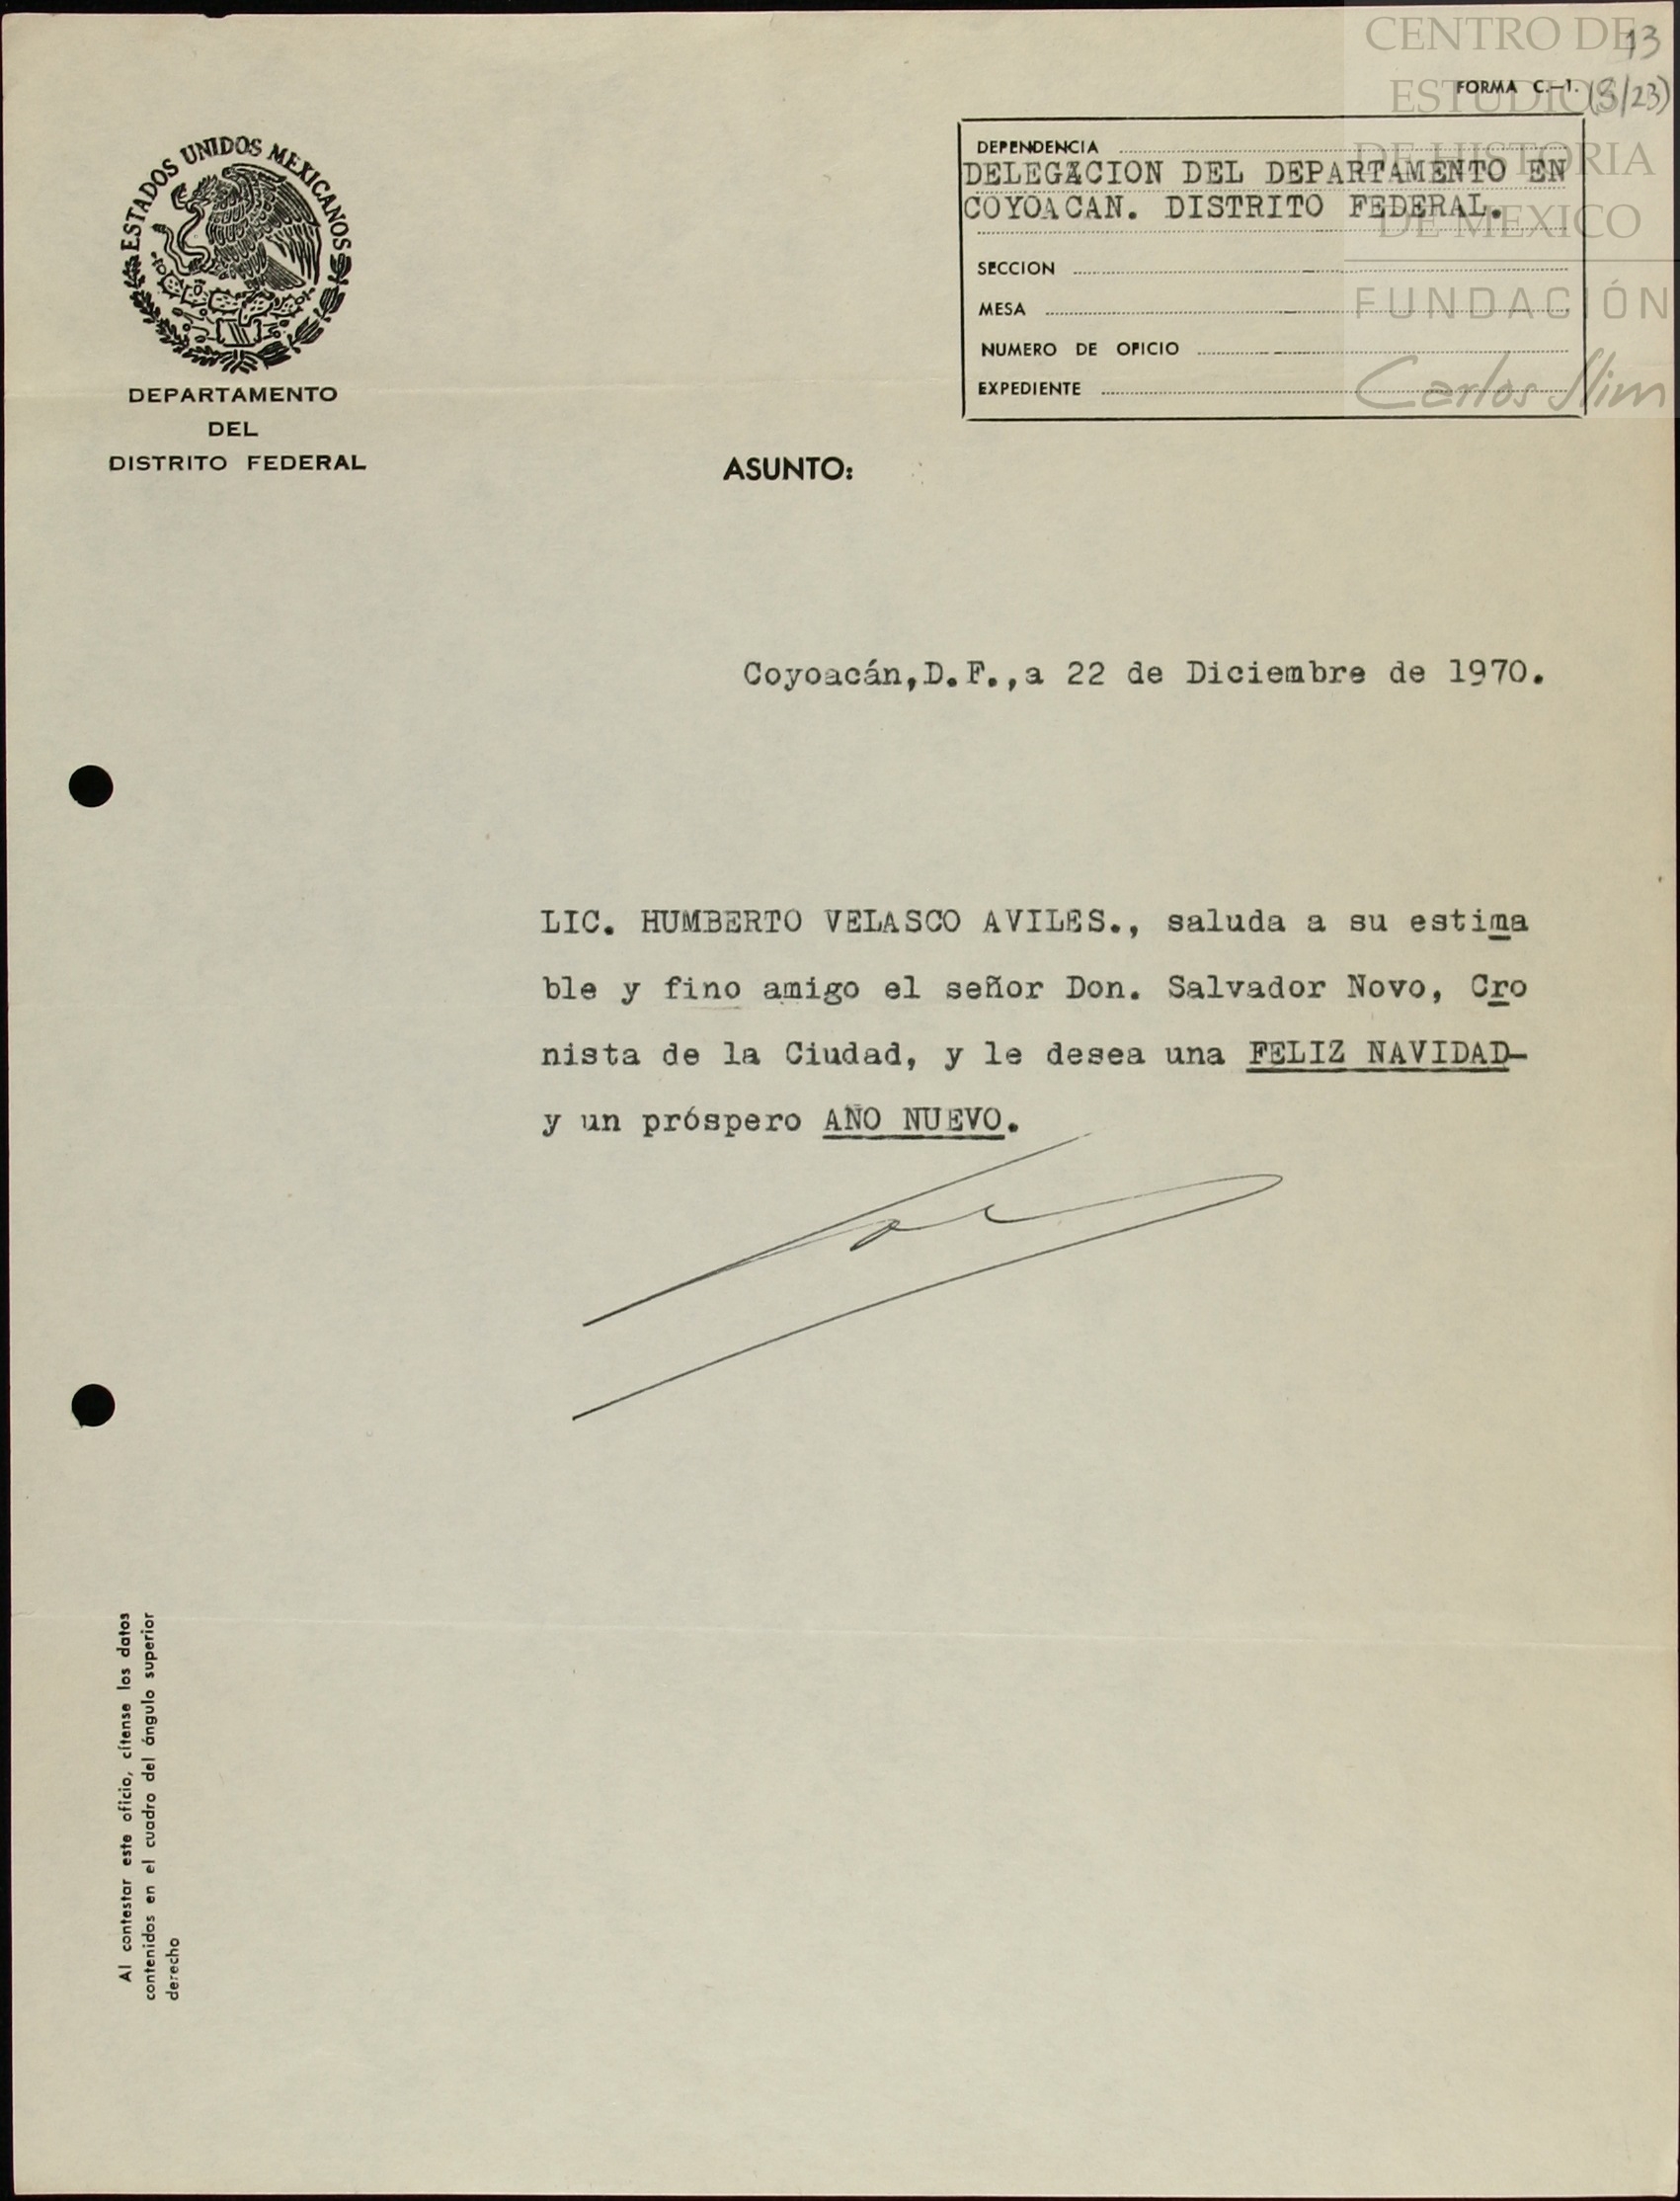 CENTRO DE
ESTUDIOS
DE HISTORIA
DE MEXICO
FUNDACIÓN
Carlos Slim
13
FORMA C.—1. (3/23)
ESTADOS UNIDOS MEXICANOS
DEPARTAMENTO
DEL
DISTRITO FEDERAL
DEPENDENCIA
DELEGACION DEL DEPARTAMENTO EN
COYOACAN. DISTRITO FEDERAL.
SECCION
MESA
NUMERO DE OFICIO
EXPEDIENTE
ASUNTO:
Coyoacán,D.F.,a 22 de Diciembre de 1970.
LIC. HUMBERTO VELASCO AVILES., saluda a su estima
ble y fino amigo el señor Don. Salvador Novo, Cro
nista de la Ciudad, y le desea una FELIZ NAVIDAD-
y un próspero AÑO NUEVO.
Al contestar este oficio, cítense los datos
contenidos en el cuadro del ángulo superior
derecho